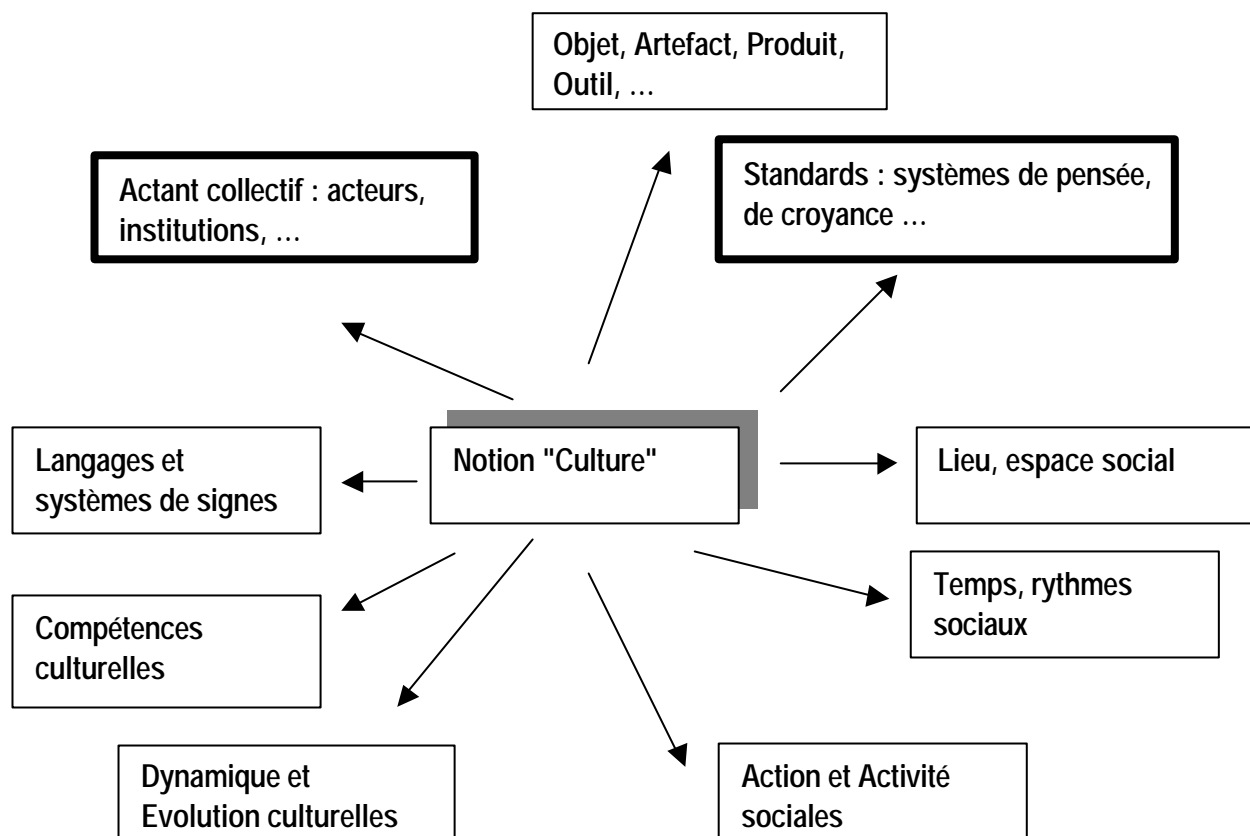 Objet, Artefact, Produit,
Outil, …
Actant collectif : acteurs,
institutions, …
Standards : systèmes de pensée,
de croyance …
Langages et
systèmes de signes
Notion "Culture"
Lieu, espace social
Compétences
culturelles
Temps, rythmes
sociaux
Dynamique et
Evolution culturelles
Action et Activité
sociales